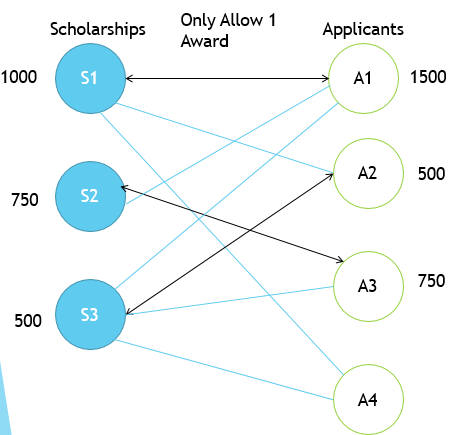 Scholarships
Only Allow 1
Award
Applicants
1000
S1
A1
1500
750
S2
A2
500
500
S3
A3
750
A4